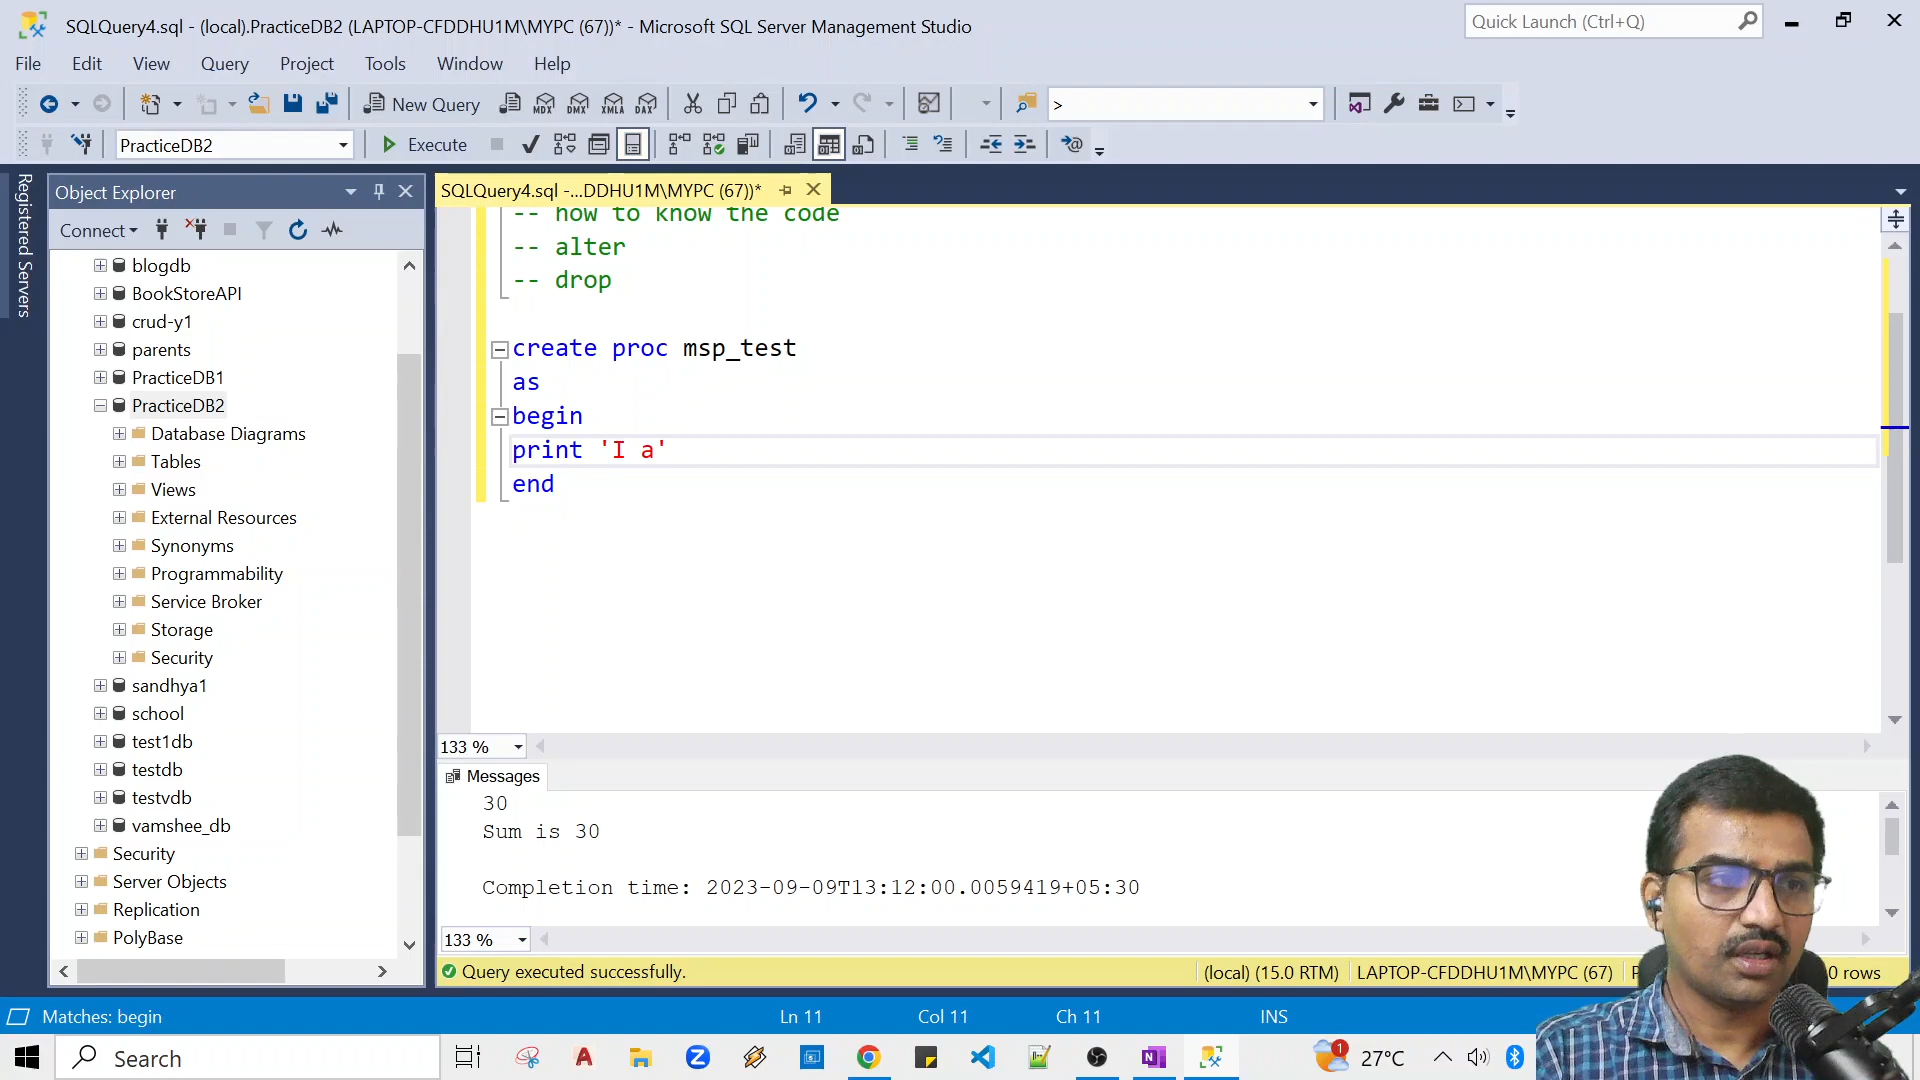 SQLQuery4.sql - (local).PracticeDB2 (LAPTOP-CFDDHU1M\MYPC (67))* - Microsoft SQL Server Management Studio
Quick Launch (Ctrl+Q)
File Edit View Query Project Tools Window Help
New Query MDX DMX XMLA DAX >
PracticeDB2 Execute
Registered Servers
Object Explorer
Connect
blogdb
BookStoreAPI
crud-y1
parents
PracticeDB1
PracticeDB2
Database Diagrams
Tables
Views
External Resources
Synonyms
Programmability
Service Broker
Storage
Security
sandhya1
school
test1db
testdb
testvdb
vamshee_db
Security
Server Objects
Replication
PolyBase
SQLQuery4.sql -...DDHU1M\MYPC (67))*
-- how to know the code
-- alter
-- drop
create proc msp_test
as
begin
print 'I a'
end
133 %
Messages
30
Sum is 30
Completion time: 2023-09-09T13:12:00.0059419+05:30
133 %
Query executed successfully. (local) (15.0 RTM) LAPTOP-CFDDHU1M\MYPC (67) 0 rows
Matches: begin Ln 11 Col 11 Ch 11 INS
Search 1 27°C